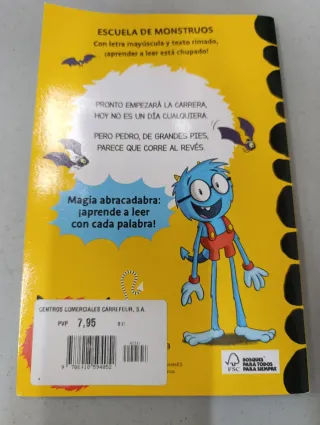 ESCUELA DE MONSTRUOS
Con letra mayúscula y texto rimado,
¡aprender a leer está chupado!
PRONTO EMPEZARÁ LA CARRERA,
HOY NO ES UN DÍA CUALQUIERA.
PERO PEDRO, DE GRANDES PIES,
PARECE QUE CORRE AL REVÉS.
Magia abracadabra:
¡aprende a leer
con cada palabra!
CENTROS COMERCIALES CARREFOUR, S.A.
PVP 7,95
FSC
BOSQUES
PARA TODOS
PARA SIEMPRE